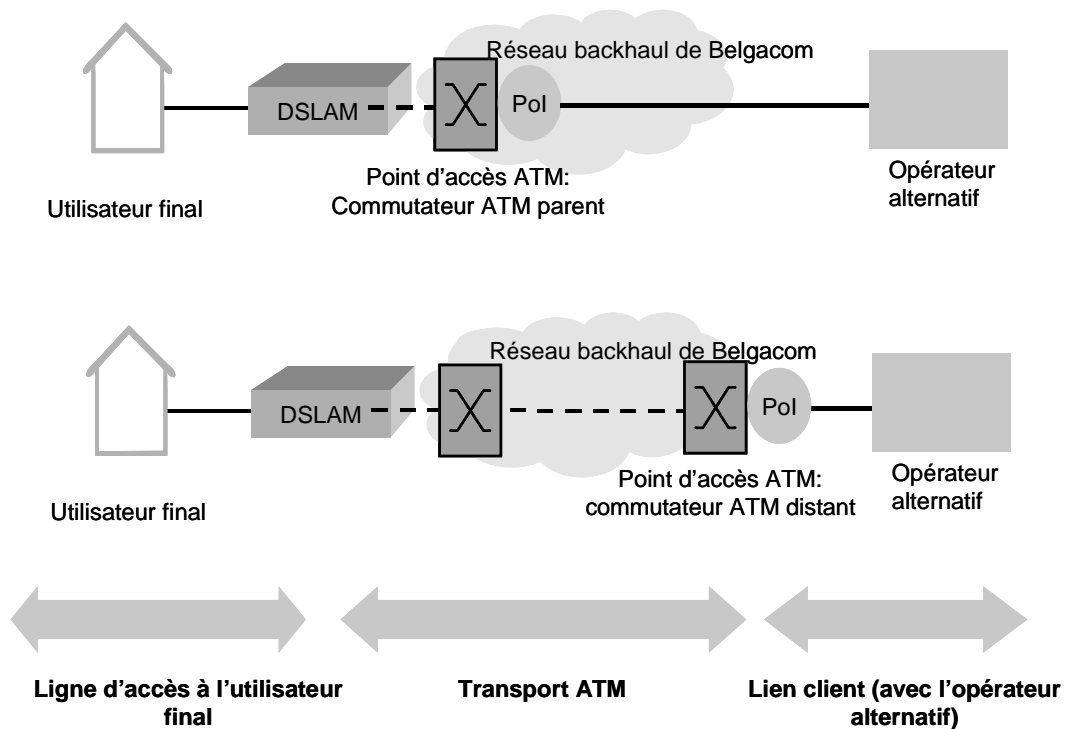 Réseau backhaul de Belgacom
DSLAM
PoI
Point d'accès ATM:
Commutateur ATM parent
Utilisateur final
Opérateur
alternatif
Réseau backhaul de Belgacom
DSLAM
PoI
Point d'accès ATM:
commutateur ATM distant
Utilisateur final
Opérateur
alternatif
Ligne d'accès à l'utilisateur
final
Transport ATM
Lien client (avec l'opérateur
alternatif)